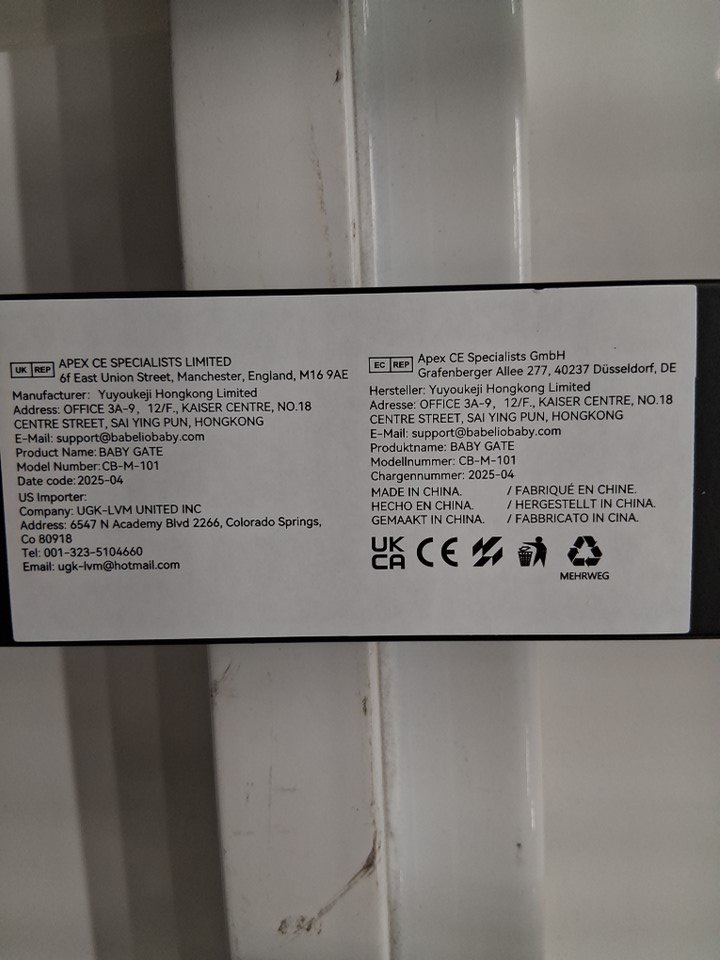 UK REP APEX CE SPECIALISTS LIMITED
6f East Union Street, Manchester, England, M16 9AE
Manufacturer: Yuyoukeji Hongkong Limited
Address: OFFICE 3A-9, 12/F., KAISER CENTRE, NO.18
CENTRE STREET, SAI YING PUN, HONGKONG
E-Mail: support@babeliobaby.com
Product Name: BABY GATE
Model Number: CB-M-101
Date code: 2025-04
US Importer:
Company: UGK-LVM UNITED INC
Address: 6547 N Academy Blvd 2266, Colorado Springs,
Co 80918
Tel: 001-323-5104660
Email: ugk-lvm@hotmail.com
EC REP Apex CE Specialists GmbH
Grafenberger Allee 277, 40237 Düsseldorf, DE
Hersteller: Yuyoukeji Hongkong Limited
Adresse: OFFICE 3A-9, 12/F., KAISER CENTRE, NO.18
CENTRE STREET, SAI YING PUN, HONGKONG
E-Mail: support@babeliobaby.com
Produktname: BABY GATE
Modellnummer: CB-M-101
Chargennummer: 2025-04
MADE IN CHINA. / FABRIQUÉ EN CHINE.
HECHO EN CHINA. / HERGESTELLT IN CHINA.
GEMAAKT IN CHINA. / FABBRICATO IN CINA.
UK
CA CE
MEHRWEG